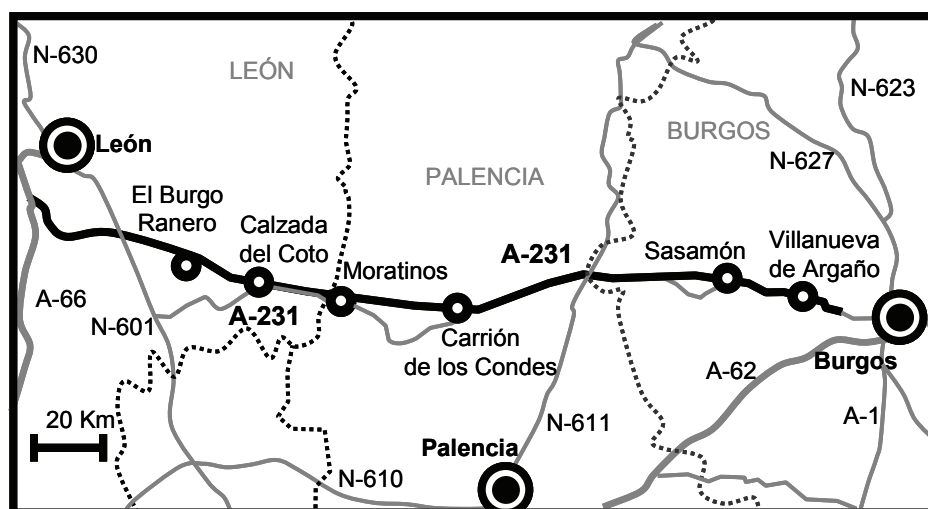 N-630
LEÓN
N-623
León
BURGOS
N-627
PALENCIA
El Burgo
Ranero
Calzada
del Coto
Moratinos
A-231
Sasamón
Villanueva
de Argaño
A-66
N-601
A-231
Carrión
de los Condes
Burgos
A-62
20 Km
Palencia
N-611
A-1
N-610